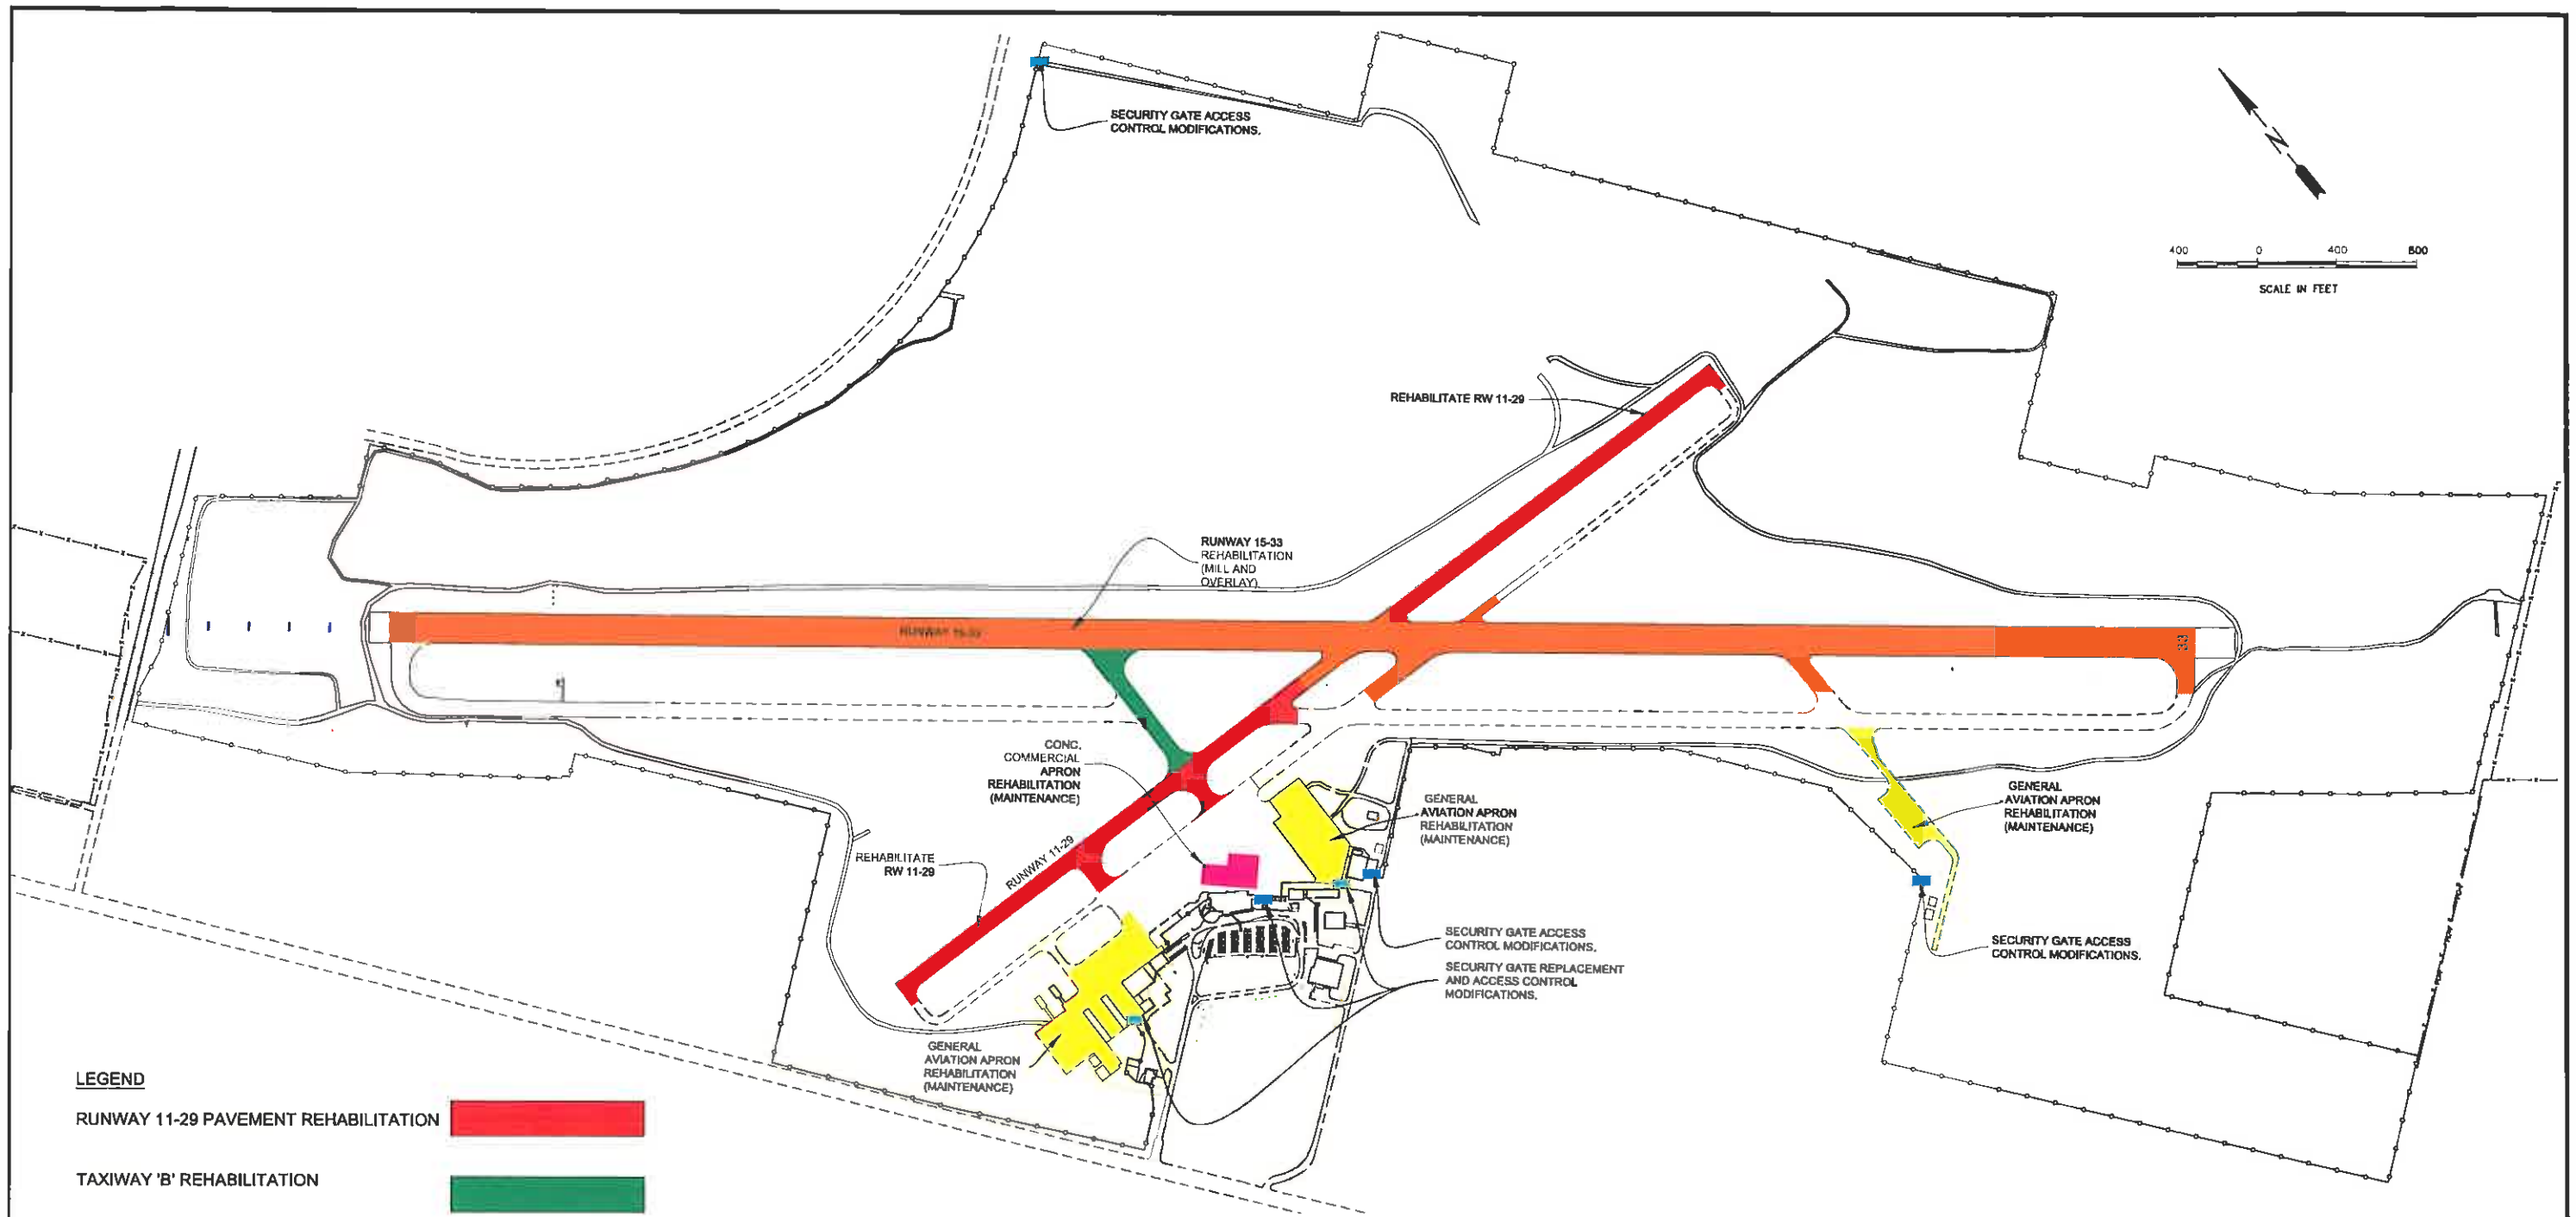 SECURITY GATE ACCESS
CONTROL MODIFICATIONS.
N
400 0 400 800
SCALE IN FEET
REHABILITATE RW 11-29
RUNWAY 15-33
REHABILITATION
(MILL AND
OVERLAY).
RUNWAY 15-33
33
CONC.
COMMERCIAL
APRON
REHABILITATION
(MAINTENANCE)
GENERAL
AVIATION APRON
REHABILITATION
(MAINTENANCE)
GENERAL
AVIATION APRON
REHABILITATION
(MAINTENANCE)
REHABILITATE
RW 11-29
RUNWAY 11-29
SECURITY GATE ACCESS
CONTROL MODIFICATIONS.
SECURITY GATE REPLACEMENT
AND ACCESS CONTROL
MODIFICATIONS.
SECURITY GATE ACCESS
CONTROL MODIFICATIONS.
GENERAL
AVIATION APRON
REHABILITATION
(MAINTENANCE)
LEGEND
RUNWAY 11-29 PAVEMENT REHABILITATION
TAXIWAY 'B' REHABILITATION